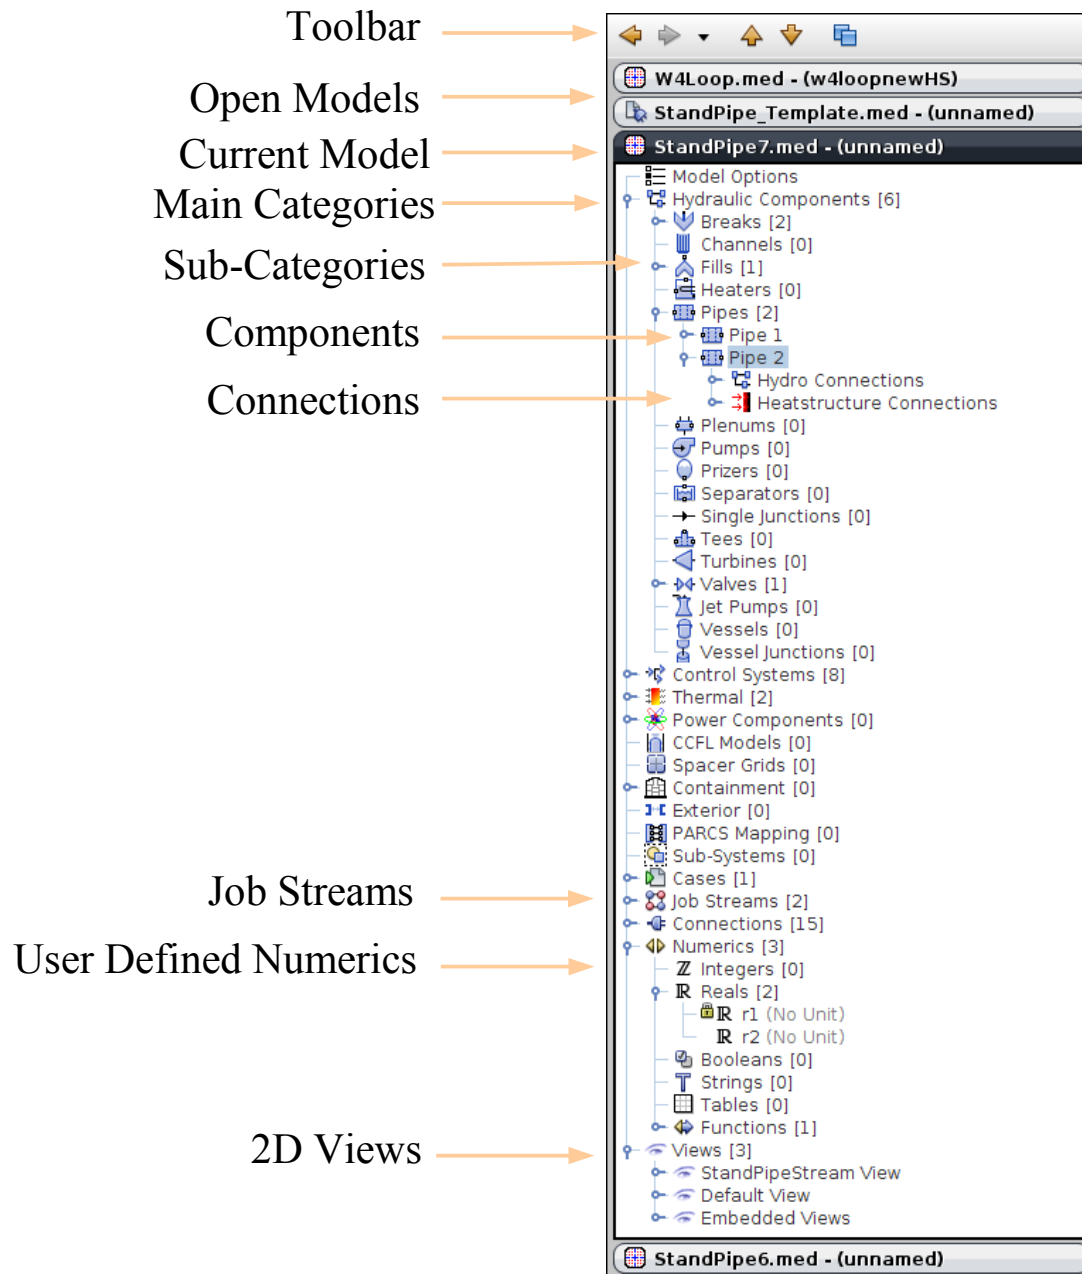 Toolbar
Open Models
W4Loop.med - (w4loopnewHS)
StandPipe_Template.med - (unnamed)
Current Model
StandPipe7.med - (unnamed)
Model Options
Main Categories
Hydraulic Components [6]
Breaks [2]
Channels [0]
Sub-Categories
Fills [1]
Heaters [0]
Pipes [2]
Components
Pipe 1
Pipe 2
Hydro Connections
Connections
Heatstructure Connections
Plenums [0]
Pumps [0]
Prizers [0]
Separators [0]
Single Junctions [0]
Tees [0]
Turbines [0]
Valves [1]
Jet Pumps [0]
Vessels [0]
Vessel Junctions [0]
Control Systems [8]
Thermal [2]
Power Components [0]
CCFL Models [0]
Spacer Grids [0]
Containment [0]
Exterior [0]
PARCS Mapping [0]
Sub-Systems [0]
Cases [1]
Job Streams
Job Streams [2]
Connections [15]
User Defined Numerics
Numerics [3]
ℤ Integers [0]
ℝ Reals [2]
ℝ r1 (No Unit)
ℝ r2 (No Unit)
Booleans [0]
T Strings [0]
Tables [0]
Functions [1]
2D Views
Views [3]
StandPipeStream View
Default View
Embedded Views
StandPipe6.med - (unnamed)